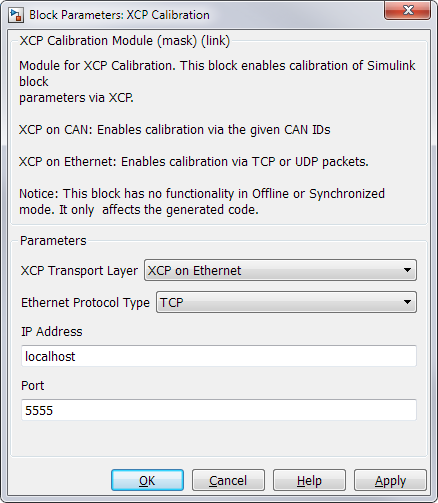 Block Parameters: XCP Calibration
XCP Calibration Module (mask) (link)
Module for XCP Calibration. This block enables calibration of Simulink
block
parameters via XCP.
XCP on CAN: Enables calibration via the given CAN IDs
XCP on Ethernet: Enables calibration via TCP or UDP packets.
Notice: This block has no functionality in Offline or Synchronized
mode. It only  affects the generated code.
Parameters
XCP Transport Layer XCP on Ethernet
Ethernet Protocol Type TCP
IP Address
localhost
Port
5555
OK Cancel Help Apply